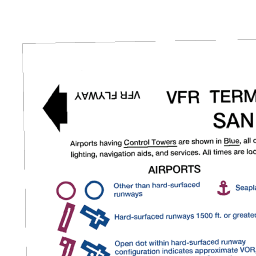 VFR FLYWAY
VFR TERM
SAN
Airports having Control Towers are shown in Blue, all
lighting, navigation aids, and services. All times are loc
AIRPORTS
Other than hard-surfaced
runways
Seapla
Hard-surfaced runways 1500 ft. or greate
Open dot within hard-surfaced runway
configuration indicates approximate VOR,